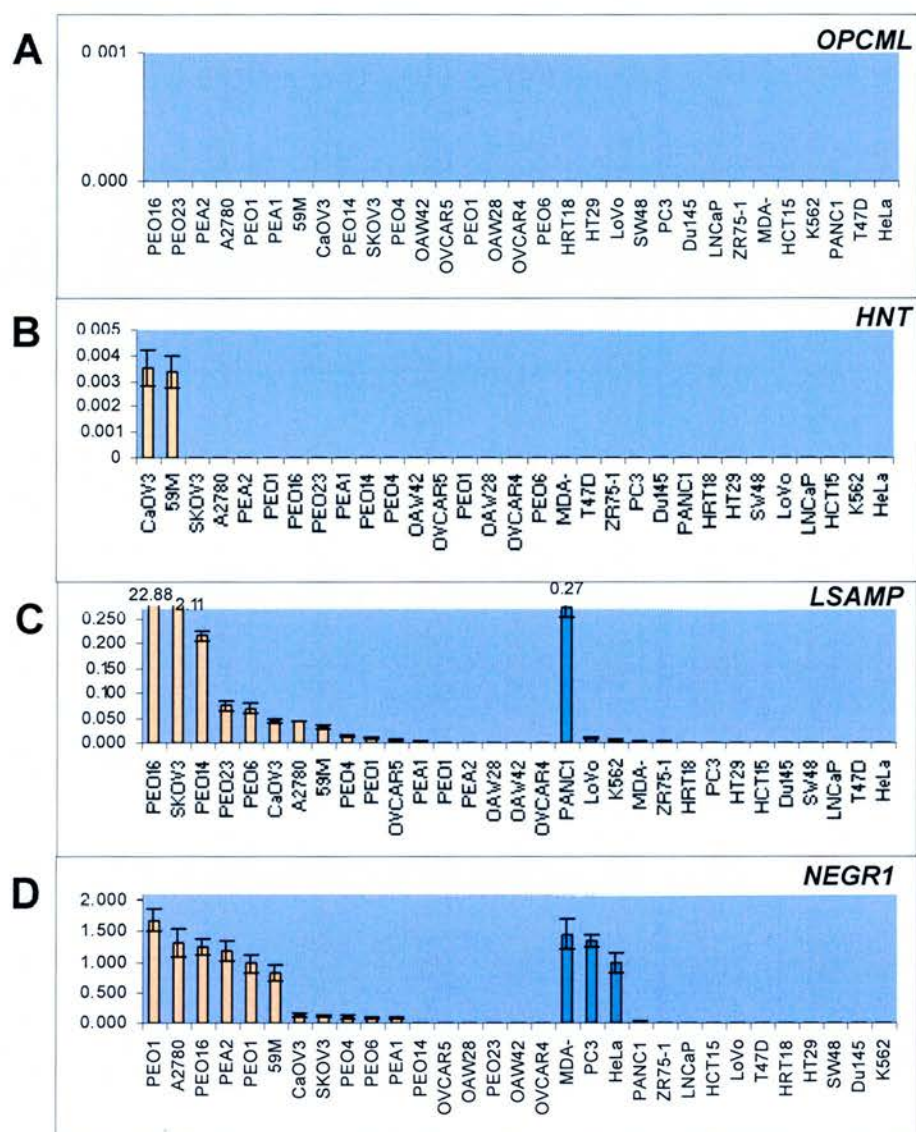 A
OPCML
0.001
0.000
PEO16 PEO23 PEA2 A2780 PEO1 PEA1 59M CaOV3 PEO14 SKOV3 PEO4 OAW42 OVCAR5 PEO1 OAW28 OVCAR4 PEO6 HRT18 HT29 LoVo SW48 PC3 Du145 LNCaP ZR75-1 MDA- HCT15 K562 PANC1 T47D HeLa
B
HNT
0.005
0.004
0.003
0.002
0.001
0
CaOV3 59M SKOV3 A2780 PEA2 PEO1 PEO16 PEO23 PEA1 PEO14 PEO4 OAW42 OVCAR5 PEO1 OAW28 OVCAR4 PEO6 MDA- T47D ZR75-1 PC3 Du145 PANC1 HRT18 HT29 SW48 LoVo LNCaP HCT15 K562 HeLa
C
LSAMP
22.88 2.11 0.27
0.250
0.200
0.150
0.100
0.050
0.000
PEO16 SKOV3 PEO14 PEO23 PEO6 CaOV3 A2780 59M PEO4 PEO1 OVCAR5 PEA1 PEO1 PEA2 OAW28 OAW42 OVCAR4 PANC1 LoVo K562 MDA- ZR75-1 HRT18 PC3 HT29 HCT15 Du145 SW48 LNCaP T47D HeLa
D
NEGR1
2.000
1.500
1.000
0.500
0.000
PEO1 A2780 PEO16 PEA2 PEO1 59M CaOV3 SKOV3 PEO4 PEO6 PEA1 PEO14 OVCAR5 OAW28 PEO23 OAW42 OVCAR4 MDA- PC3 HeLa PANC1 ZR75-1 LNCaP HCT15 LoVo T47D HRT18 HT29 SW48 Du145 K562